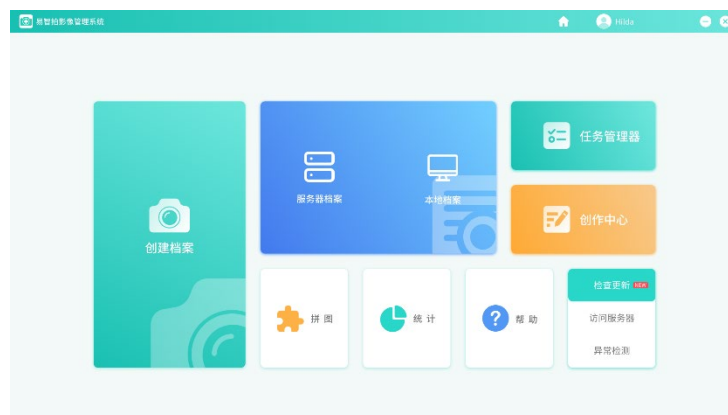 易智拍影像管理系统
Hilda
创建档案
服务器档案
本地档案
任务管理器
创作中心
拼图
统计
帮助
检查更新 NEW
访问服务器
异常检测